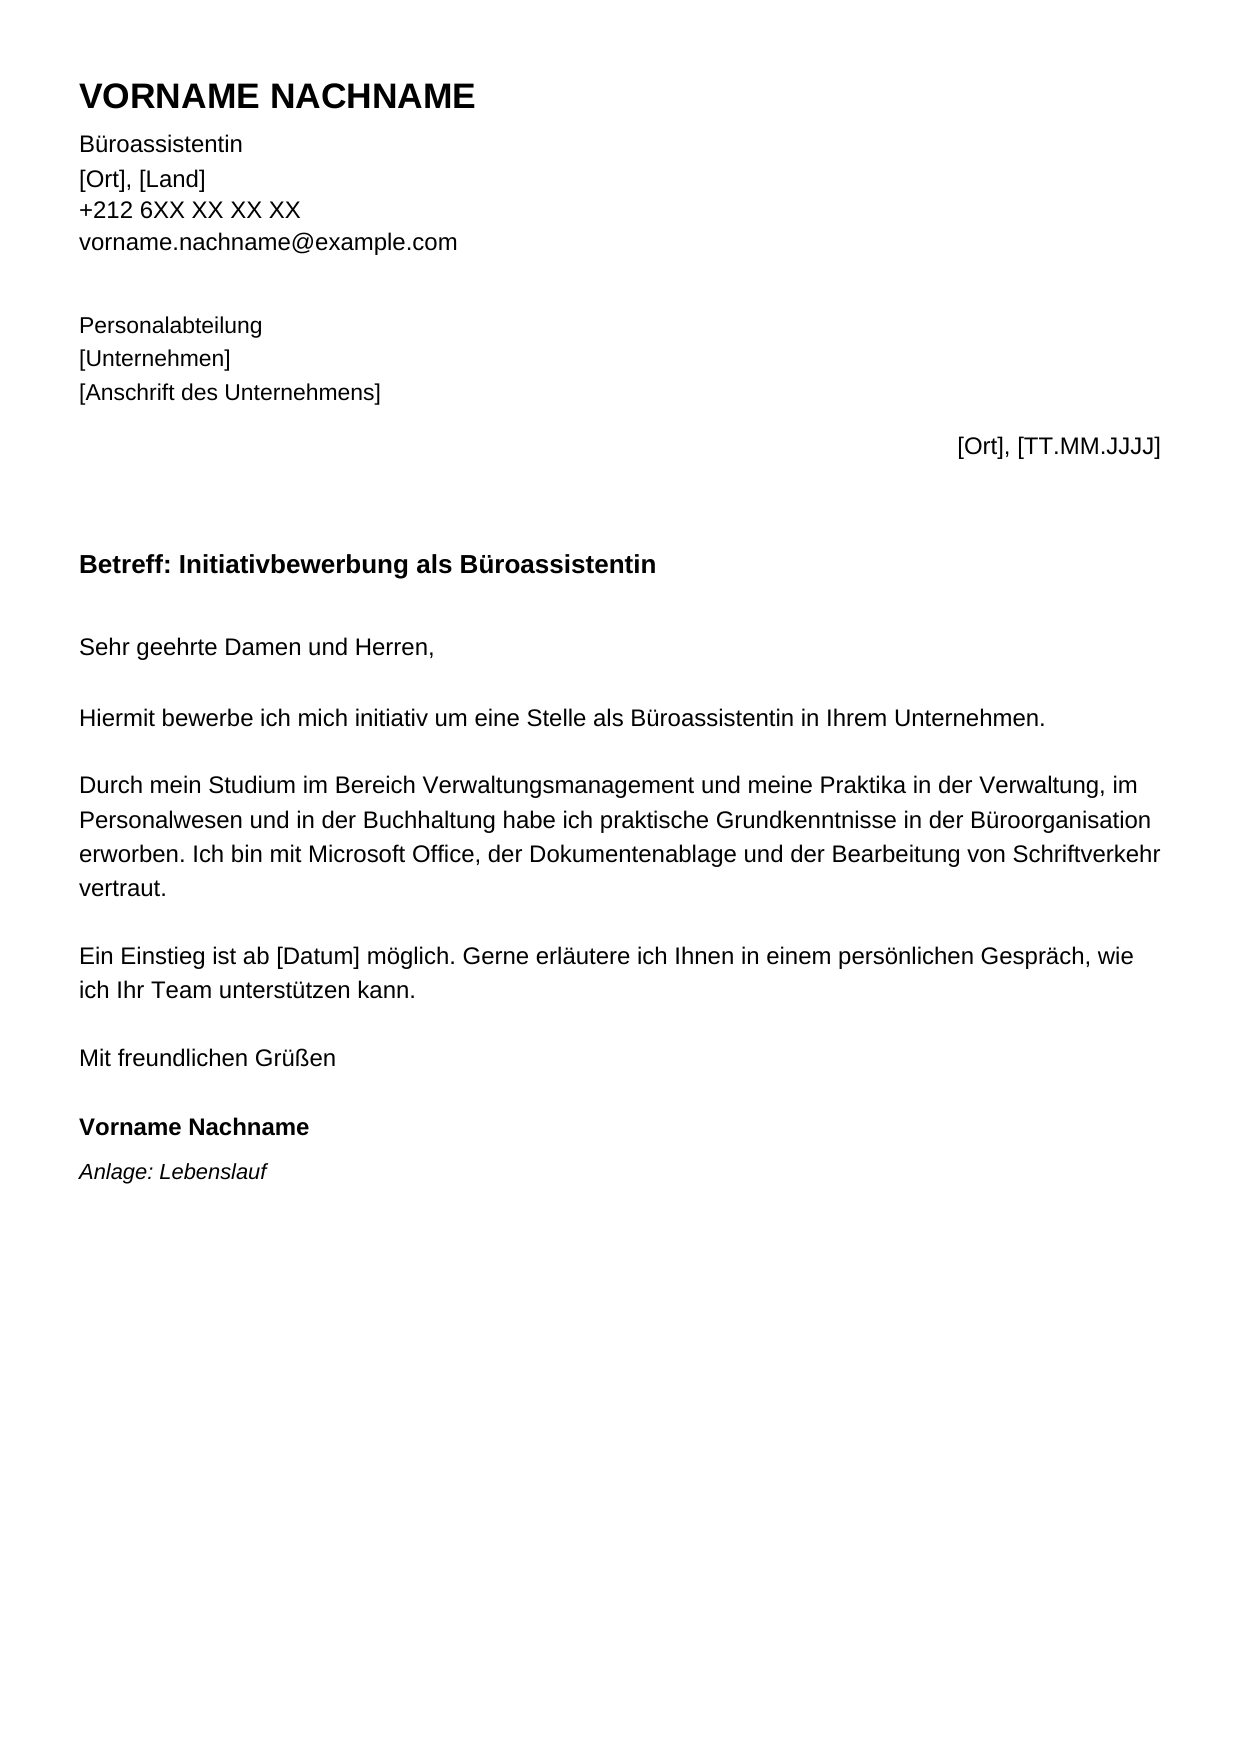 VORNAME NACHNAME
Büroassistentin
[Ort], [Land]
+212 6XX XX XX XX
vorname.nachname@example.com
Personalabteilung
[Unternehmen]
[Anschrift des Unternehmens]
[Ort], [TT.MM.JJJJ]
Betreff: Initiativbewerbung als Büroassistentin
Sehr geehrte Damen und Herren,
Hiermit bewerbe ich mich initiativ um eine Stelle als Büroassistentin in Ihrem Unternehmen.
Durch mein Studium im Bereich Verwaltungsmanagement und meine Praktika in der Verwaltung, im
Personalwesen und in der Buchhaltung habe ich praktische Grundkenntnisse in der Büroorganisation
erworben. Ich bin mit Microsoft Office, der Dokumentenablage und der Bearbeitung von Schriftverkehr
vertraut.
Ein Einstieg ist ab [Datum] möglich. Gerne erläutere ich Ihnen in einem persönlichen Gespräch, wie
ich Ihr Team unterstützen kann.
Mit freundlichen Grüßen
Vorname Nachname
Anlage: Lebenslauf